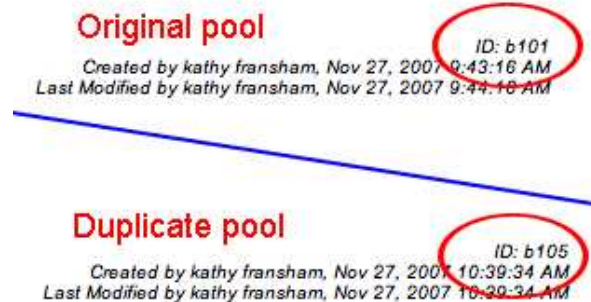 Original pool
ID: b101
Created by kathy fransham, Nov 27, 2007 9:43:16 AM
Last Modified by kathy fransham, Nov 27, 2007 9:44:18 AM
Duplicate pool
ID: b105
Created by kathy fransham, Nov 27, 2007 10:39:34 AM
Last Modified by kathy fransham, Nov 27, 2007 10:39:34 AM